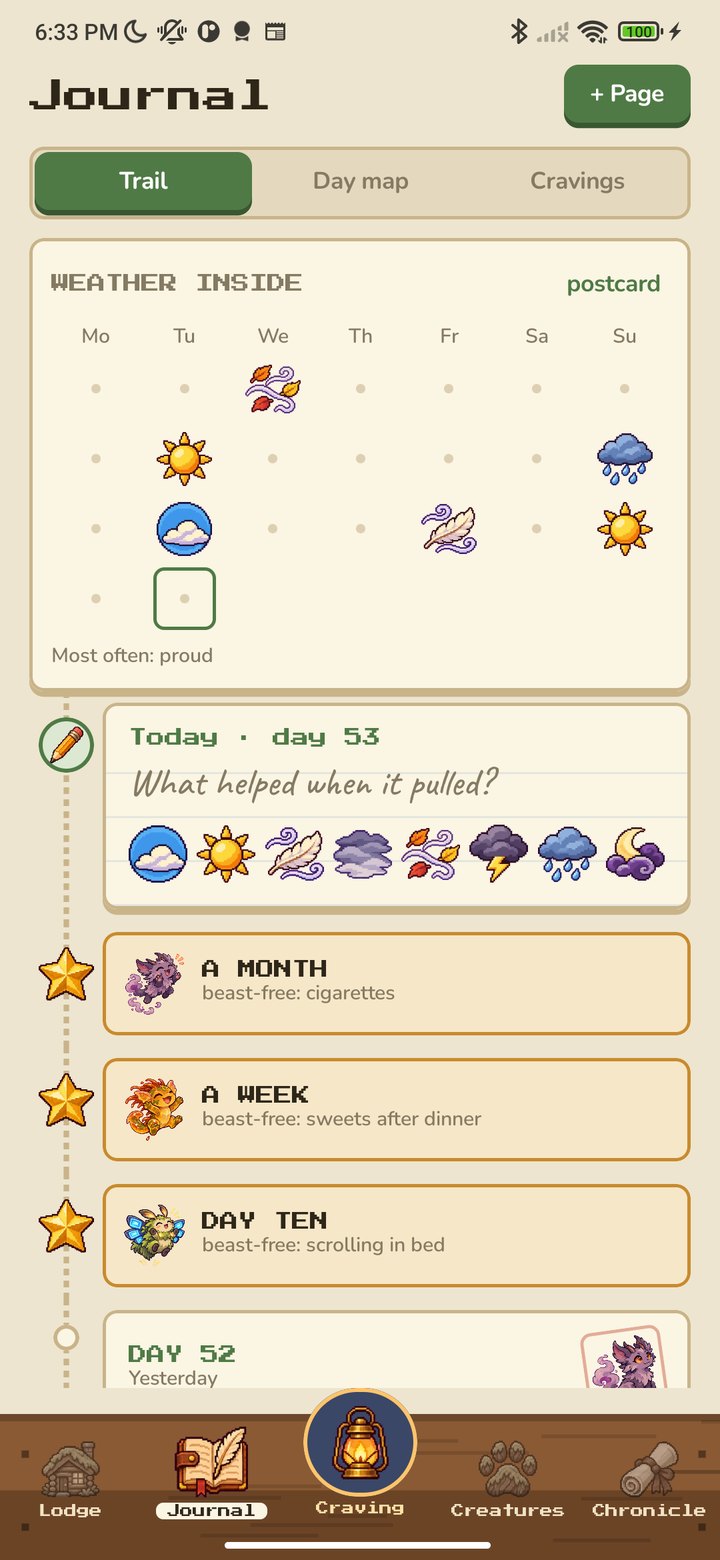 6:33 PM
100
Journal
+ Page
Trail
Day map
Cravings
WEATHER INSIDE
postcard
Mo Tu We Th Fr Sa Su
Most often: proud
Today · day 53
What helped when it pulled?
A MONTH
beast-free: cigarettes
A WEEK
beast-free: sweets after dinner
DAY TEN
beast-free: scrolling in bed
DAY 52
Yesterday
Lodge
Journal
Craving
Creatures
Chronicle